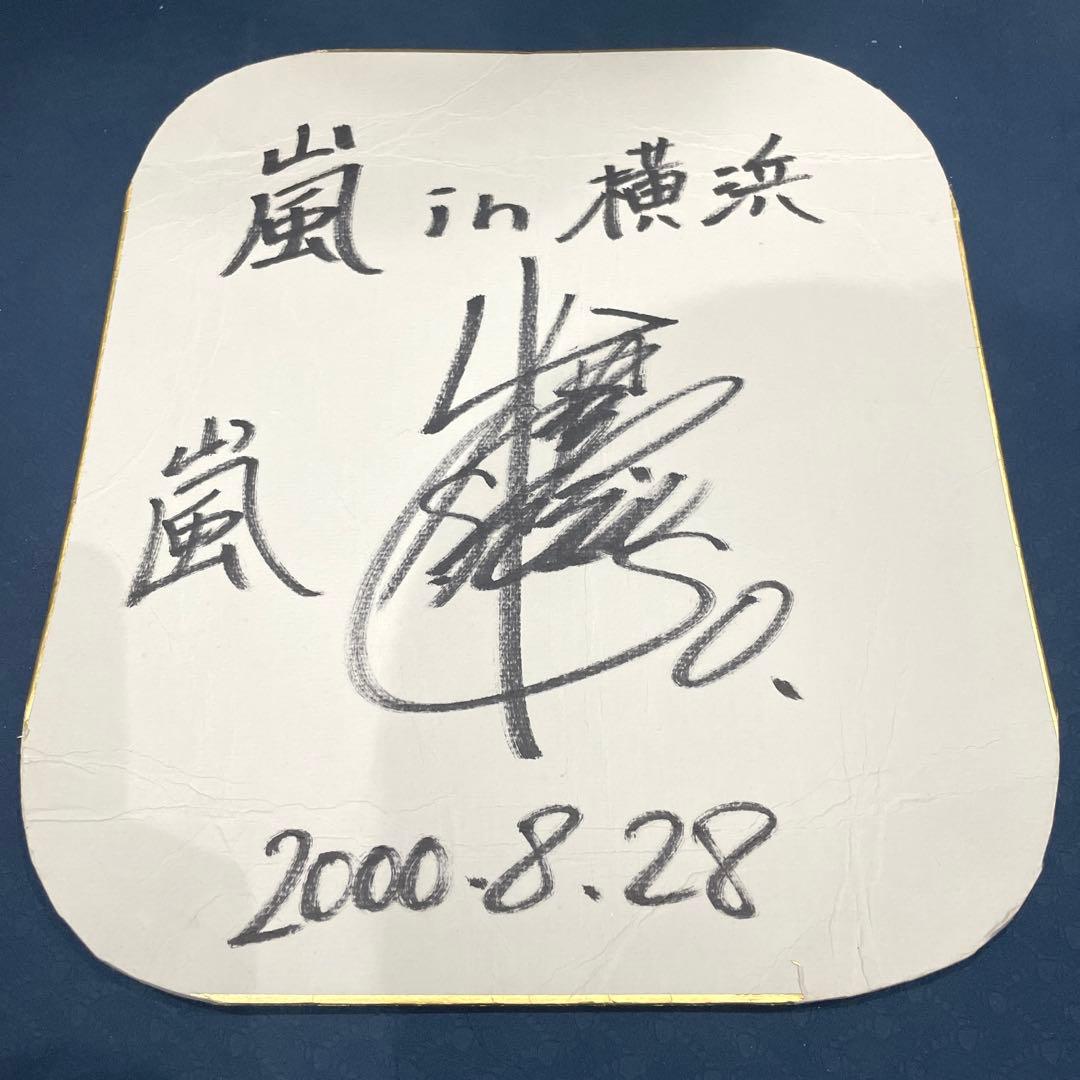 嵐 in 横浜
嵐
2000.8.28